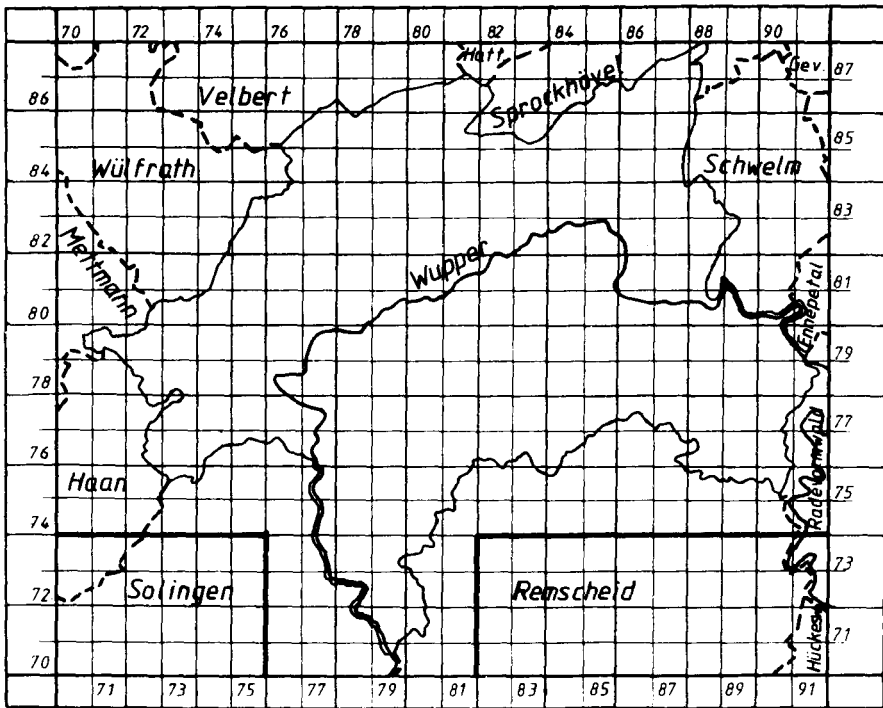 70 72 74 76 78 80 82 84 86 88 90
Hatt.
Gev.
87
Velbert
Sprockhövel
86
85
Wülfrath
Schwelm
84
83
Mettmann
Wupper
82
81
Ennepetal
80
79
78
77
Radevormwald
76
Haan
75
74
73
Solingen
Remscheid
72
71
Hückesw.
70
71 73 75 77 79 81 83 85 87 89 91